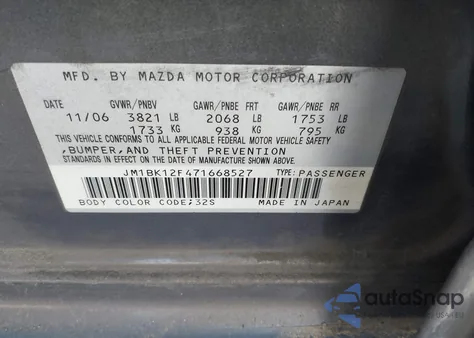 MFD. BY MAZDA MOTOR CORPORATION
DATE GVWR/PNBV GAWR/PNBE FRT GAWR/PNBE RR
11/06 3821 LB 2068 LB 1753 LB
1733 KG 938 KG 795 KG
THIS VEHICLE CONFORMS TO ALL APPLICABLE FEDERAL MOTOR VEHICLE SAFETY
,BUMPER, AND THEFT PREVENTION
STANDARDS IN EFFECT ON THE DATE OF MANUFACTURE SHOWN ABOVE.
JM1BK12F471668527 TYPE:PASSENGER
BODY COLOR CODE;32S MADE IN JAPAN
autoSnap